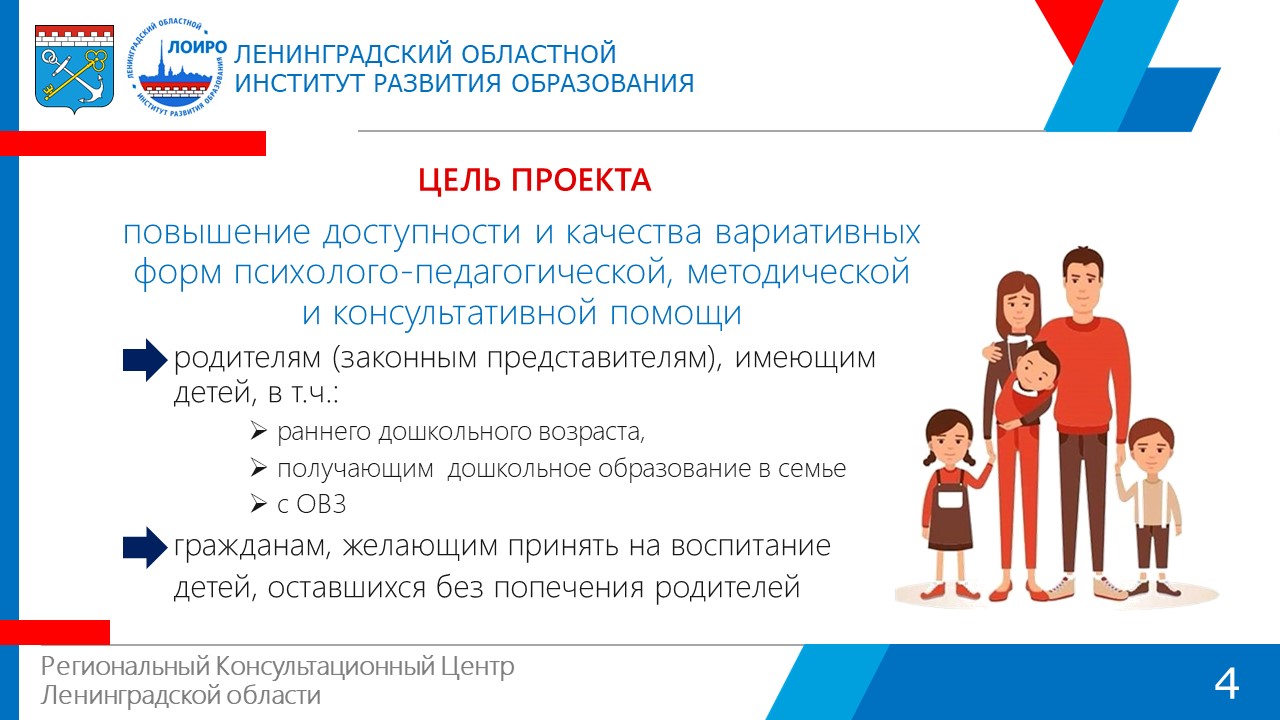 ЛЕНИНГРАДСКИЙ ОБЛАСТНОЙ
ИНСТИТУТ РАЗВИТИЯ ОБРАЗОВАНИЯ
ЛОИРО
ЛЕНИНГРАДСКИЙ ОБЛАСТНОЙ
ИНСТИТУТ РАЗВИТИЯ ОБРАЗОВАНИЯ
ЦЕЛЬ ПРОЕКТА
повышение доступности и качества вариативных
форм психолого-педагогической, методической
и консультативной помощи
родителям (законным представителям), имеющим
детей, в т.ч.:
раннего дошкольного возраста,
получающим дошкольное образование в семье
с ОВЗ
гражданам, желающим принять на воспитание
детей, оставшихся без попечения родителей
Региональный Консультационный Центр
Ленинградской области
4